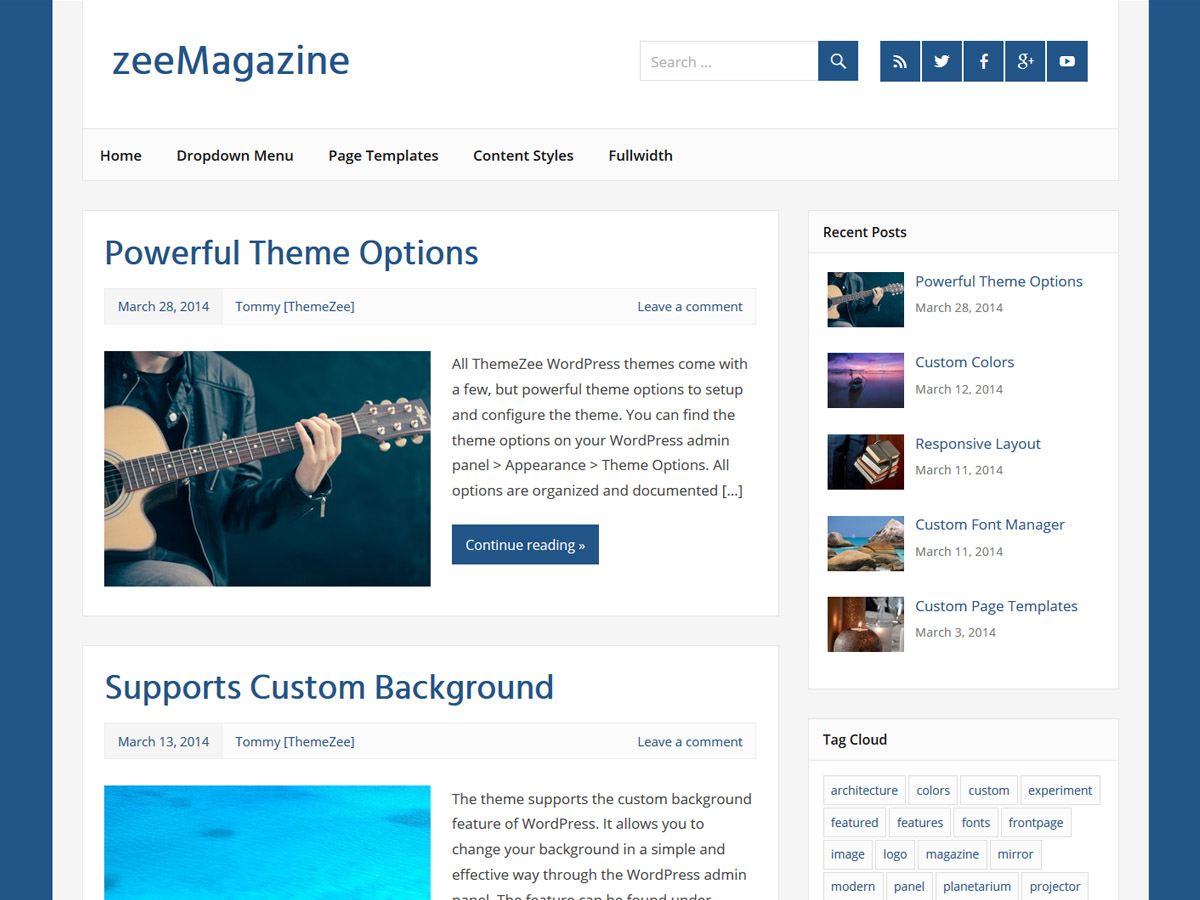 zeeMagazine
Search ...
Home Dropdown Menu Page Templates Content Styles Fullwidth
Powerful Theme Options
March 28, 2014 Tommy [ThemeZee] Leave a comment
All ThemeZee WordPress themes come with
a few, but powerful theme options to setup
and configure the theme. You can find the
theme options on your WordPress admin
panel > Appearance > Theme Options. All
options are organized and documented [...]
Continue reading »
Supports Custom Background
March 13, 2014 Tommy [ThemeZee] Leave a comment
The theme supports the custom background
feature of WordPress. It allows you to
change your background in a simple and
effective way through the WordPress admin
panel. The feature can be found under
Recent Posts
Powerful Theme Options
March 28, 2014
Custom Colors
March 12, 2014
Responsive Layout
March 11, 2014
Custom Font Manager
March 11, 2014
Custom Page Templates
March 3, 2014
Tag Cloud
architecture colors custom experiment
featured features fonts frontpage
image logo magazine mirror
modern panel planetarium projector